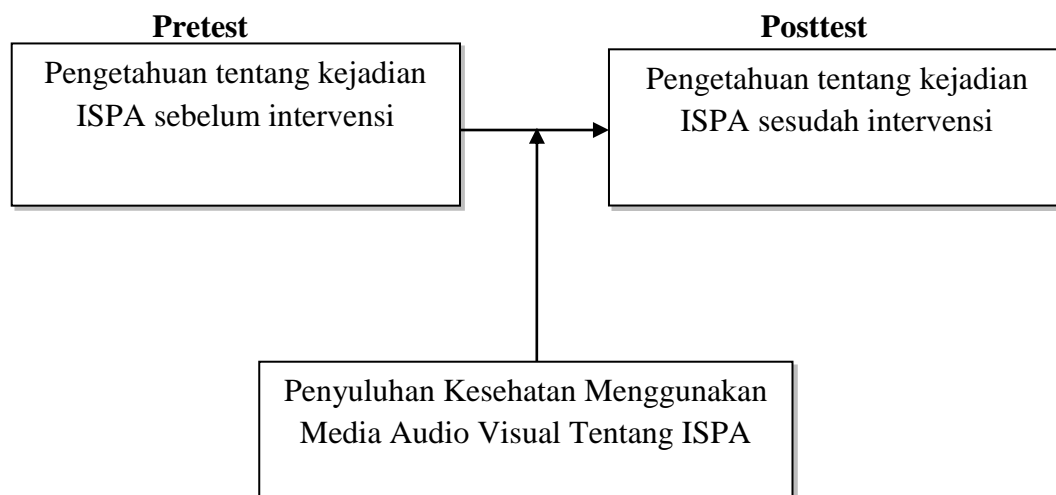 Pretest
Pengetahuan tentang kejadian
ISPA sebelum intervensi
Posttest
Pengetahuan tentang kejadian
ISPA sesudah intervensi
Penyuluhan Kesehatan Menggunakan
Media Audio Visual Tentang ISPA